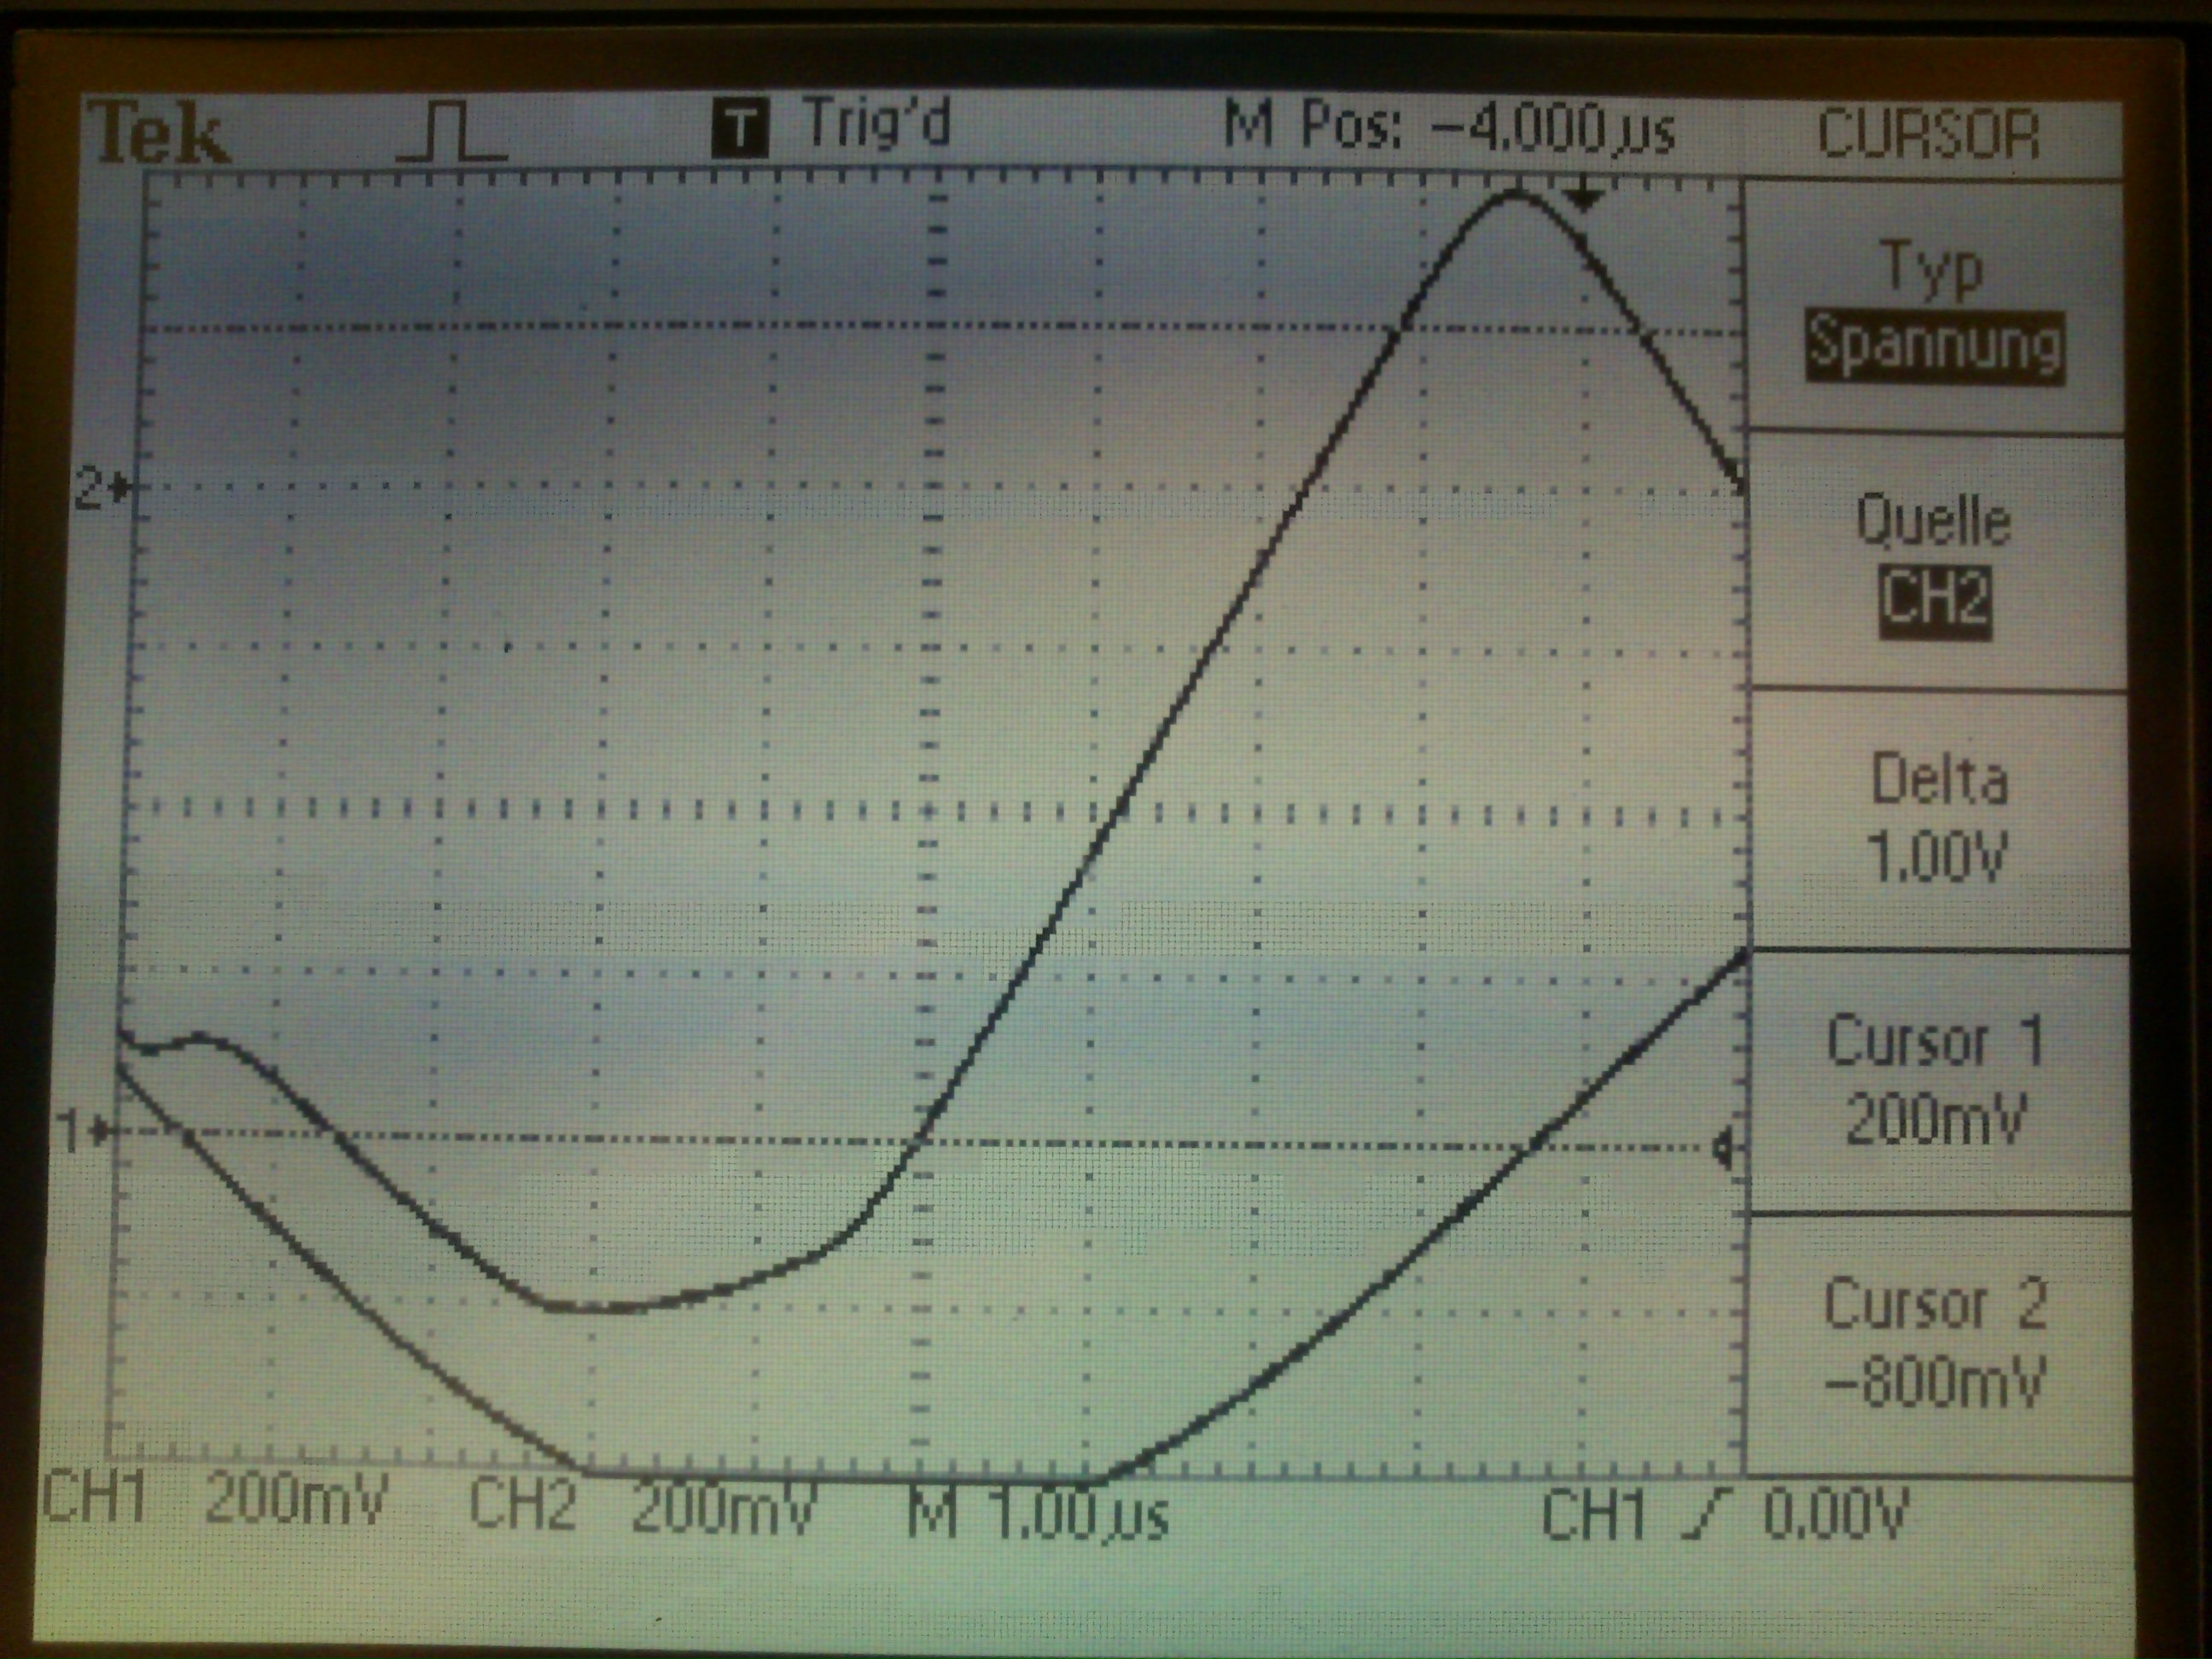 Tek T Trig'd M Pos: -4.000µs CURSOR
Typ
Spannung
2
Quelle
CH2
Delta
1.00V
Cursor 1
200mV
1
Cursor 2
-800mV
CH1 200mV CH2 200mV M 1.00µs CH1 0.00V